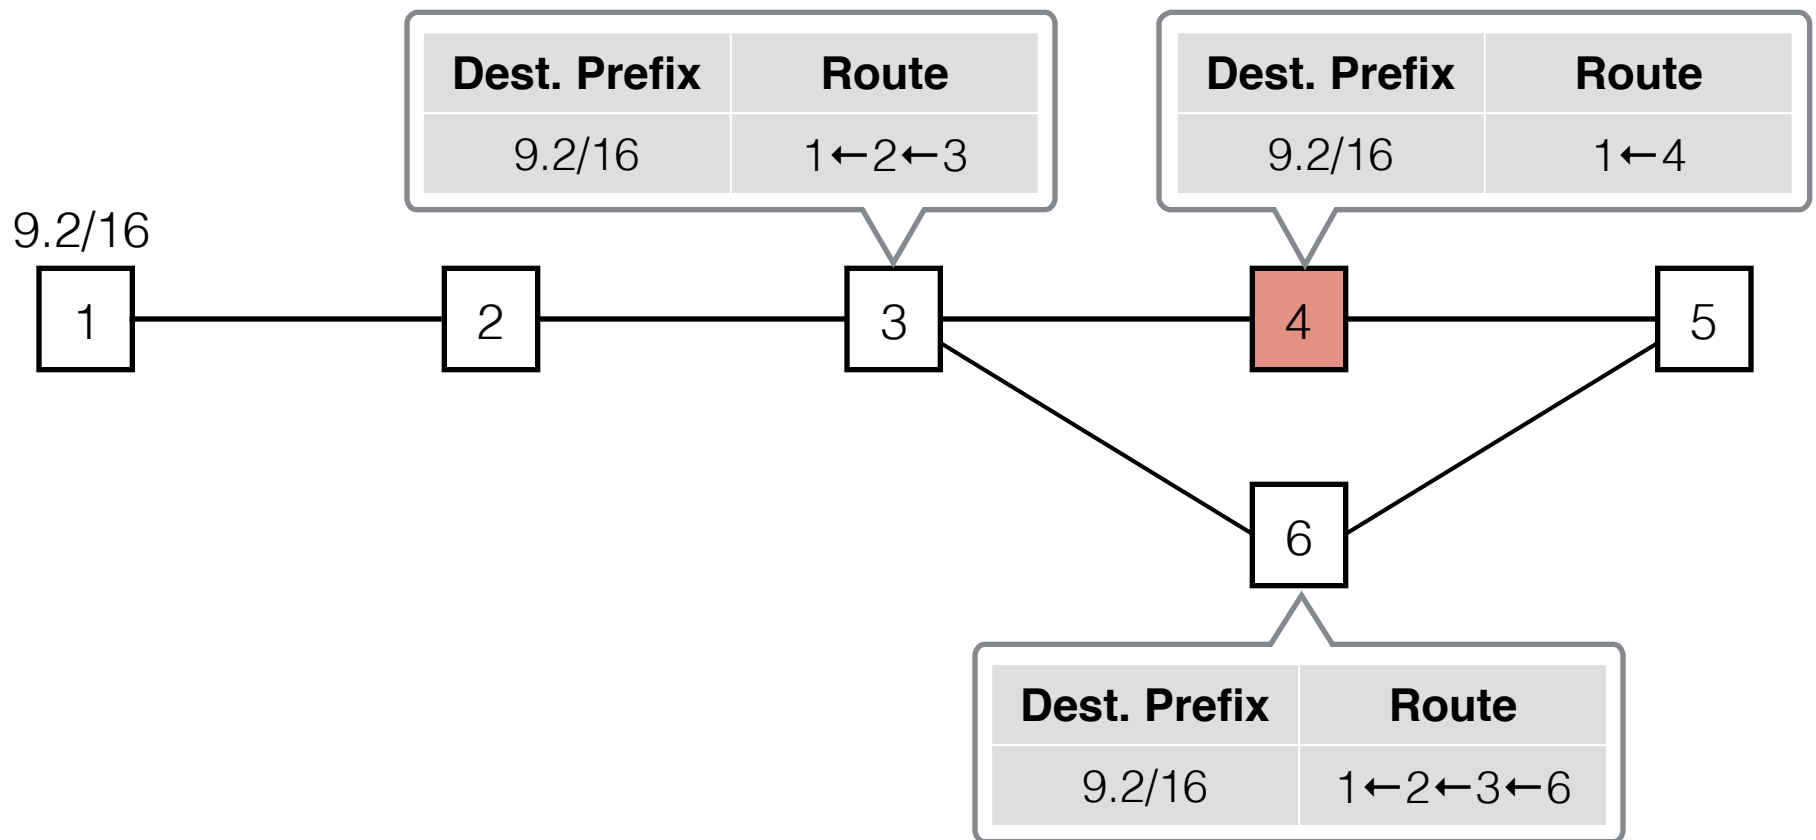 Dest. Prefix Route
9.2/16 1←2←3
Dest. Prefix Route
9.2/16 1←4
9.2/16
1 2 3 4 5
6
Dest. Prefix Route
9.2/16 1←2←3←6